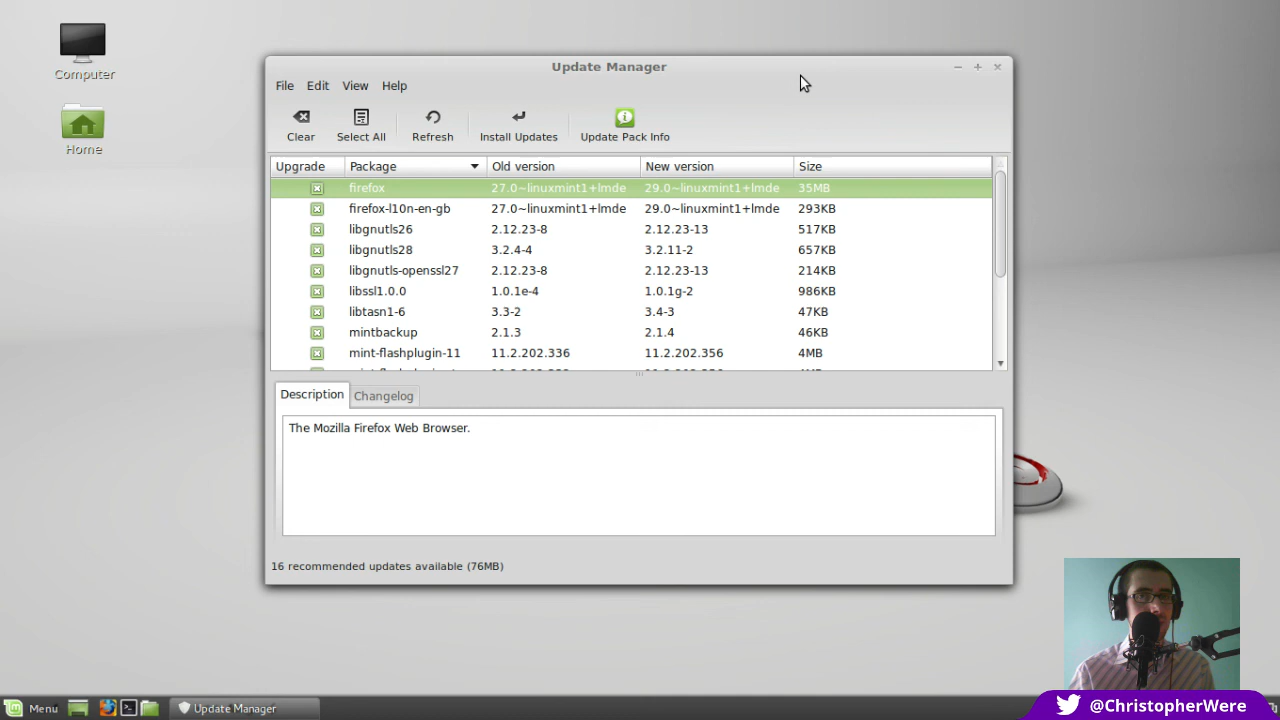 Computer
Home
Update Manager
File Edit View Help
Clear Select All Refresh Install Updates Update Pack Info
Upgrade Package Old version New version Size
firefox 27.0~linuxmint1+lmde 29.0~linuxmint1+lmde 35MB
firefox-l10n-en-gb 27.0~linuxmint1+lmde 29.0~linuxmint1+lmde 293KB
libgnutls26 2.12.23-8 2.12.23-13 517KB
libgnutls28 3.2.4-4 3.2.11-2 657KB
libgnutls-openssl27 2.12.23-8 2.12.23-13 214KB
libssl1.0.0 1.0.1e-4 1.0.1g-2 986KB
libtasn1-6 3.3-2 3.4-3 47KB
mintbackup 2.1.3 2.1.4 46KB
mint-flashplugin-11 11.2.202.336 11.2.202.356 4MB
Description Changelog
The Mozilla Firefox Web Browser.
16 recommended updates available (76MB)
Menu Update Manager
@ChristopherWere